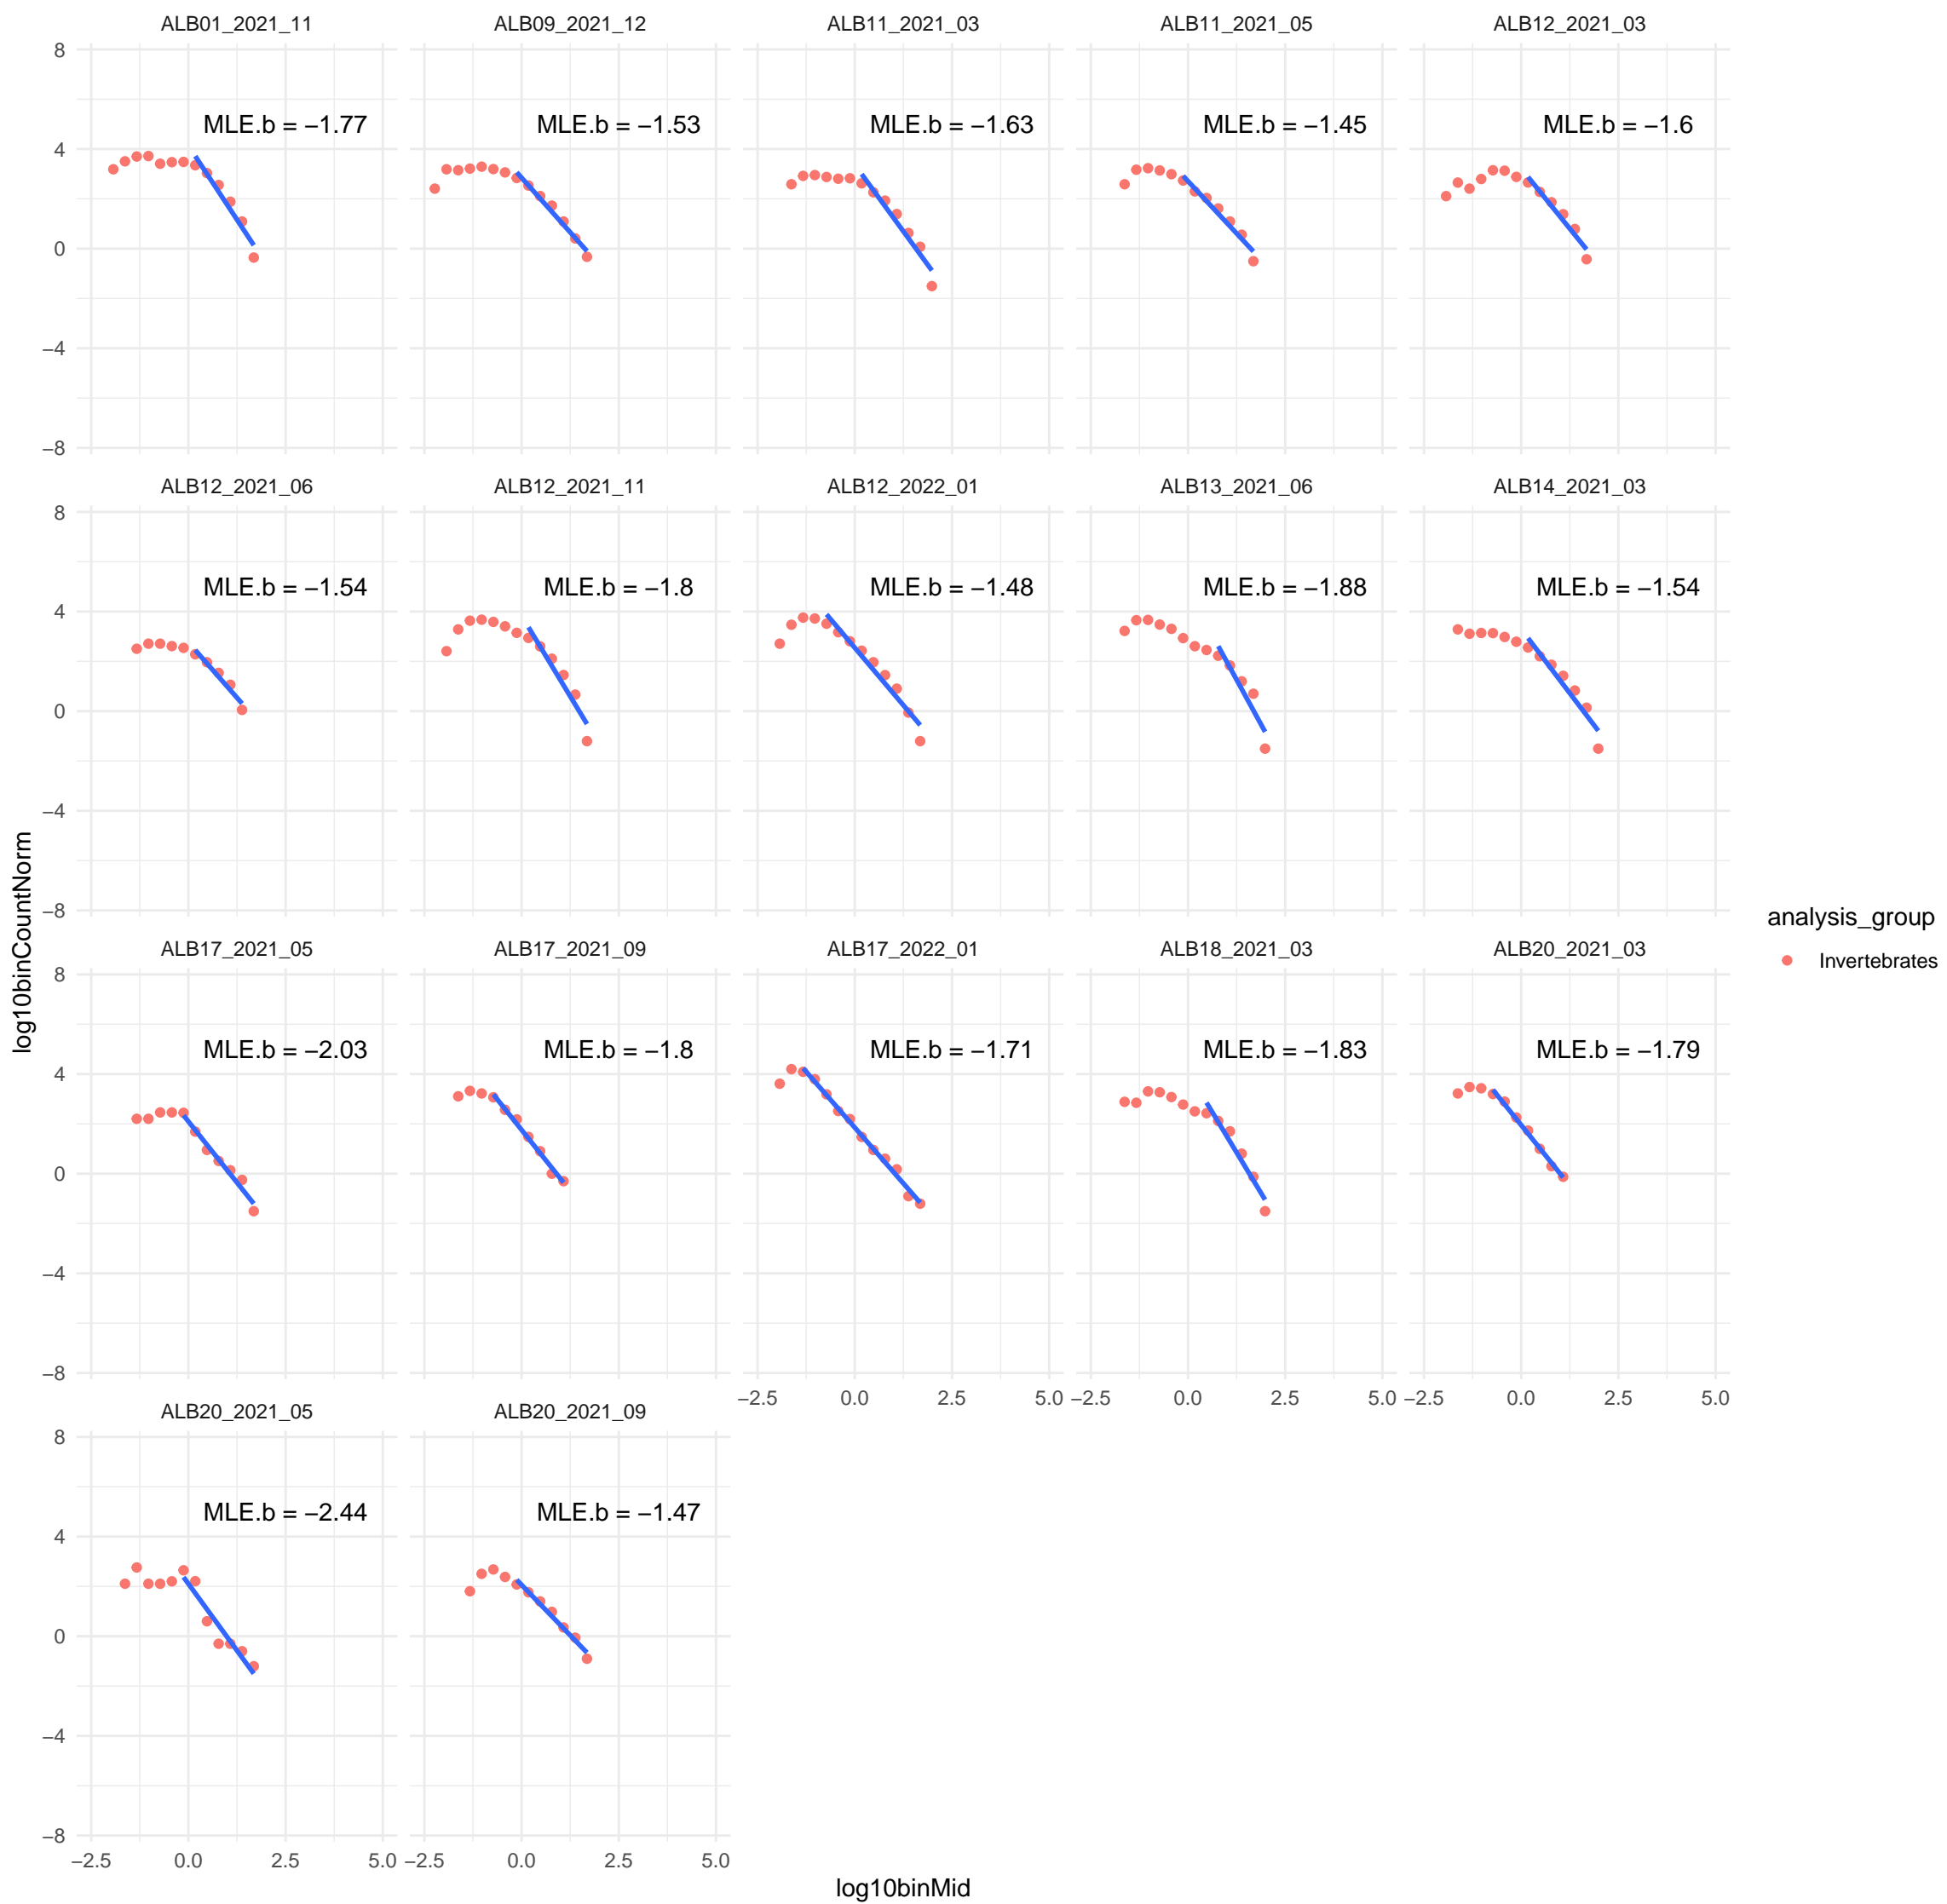 ALB01_2021_11 ALB09_2021_12 ALB11_2021_03 ALB11_2021_05 ALB12_2021_03
8
MLE.b = −1.77 MLE.b = −1.53 MLE.b = −1.63 MLE.b = −1.45 MLE.b = −1.6
4
0
−4
−8
ALB12_2021_06 ALB12_2021_11 ALB12_2022_01 ALB13_2021_06 ALB14_2021_03
8
MLE.b = −1.54 MLE.b = −1.8 MLE.b = −1.48 MLE.b = −1.88 MLE.b = −1.54
4
0
−4
−8
log10binCountNorm
analysis_group
Invertebrates
ALB17_2021_05 ALB17_2021_09 ALB17_2022_01 ALB18_2021_03 ALB20_2021_03
8
MLE.b = −2.03 MLE.b = −1.8 MLE.b = −1.71 MLE.b = −1.83 MLE.b = −1.79
4
0
−4
−8
−2.5 0.0 2.5 5.0 −2.5 0.0 2.5 5.0 −2.5 0.0 2.5 5.0
ALB20_2021_05 ALB20_2021_09
8
MLE.b = −2.44 MLE.b = −1.47
4
0
−4
−8
−2.5 0.0 2.5 5.0 −2.5 0.0 2.5 5.0
log10binMid